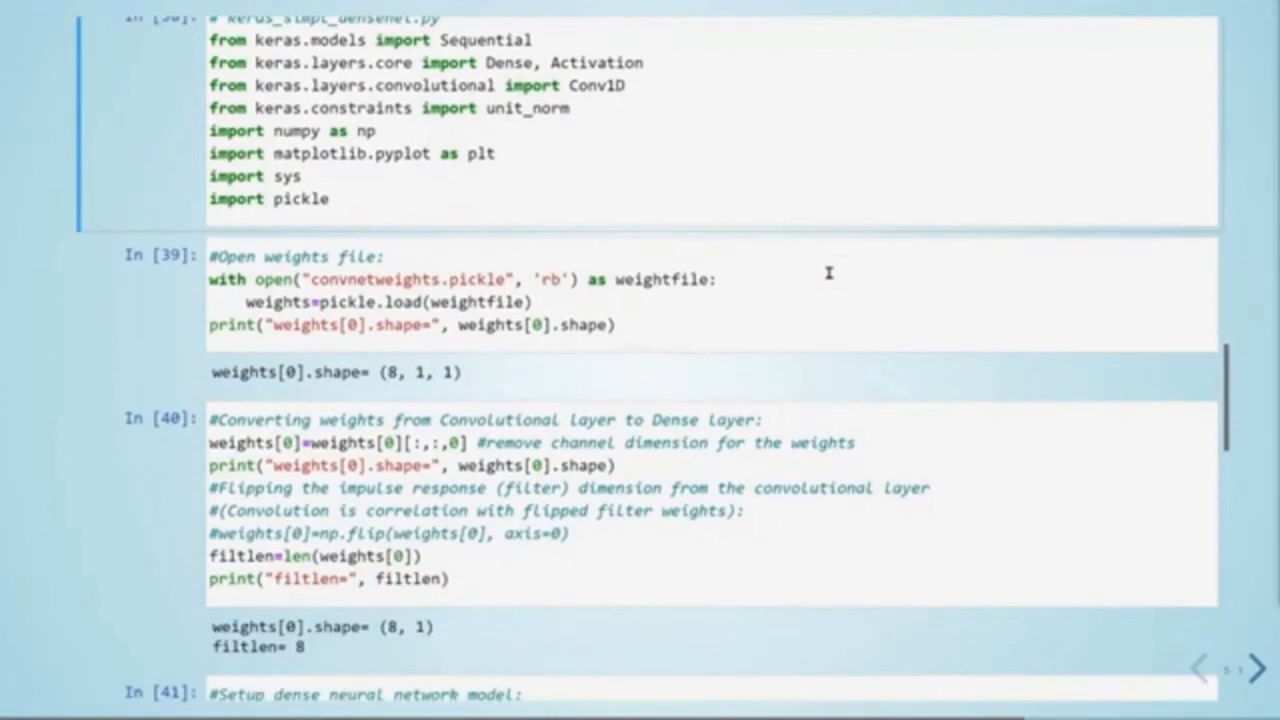 # keras_simpl_densenet.py
from keras.models import Sequential
from keras.layers.core import Dense, Activation
from keras.layers.convolutional import Conv1D
from keras.constraints import unit_norm
import numpy as np
import matplotlib.pyplot as plt
import sys
import pickle
In [39]: #Open weights file:
with open("convnetweights.pickle", 'rb') as weightfile:
    weights=pickle.load(weightfile)
print("weights[0].shape=", weights[0].shape)
weights[0].shape= (8, 1, 1)
In [40]: #Converting weights from Convolutional layer to Dense layer:
weights[0]=weights[0][:,:,0] #remove channel dimension for the weights
print("weights[0].shape=", weights[0].shape)
#Flipping the impulse response (filter) dimension from the convolutional layer
#(Convolution is correlation with flipped filter weights):
#weights[0]=np.flip(weights[0], axis=0)
filtlen=len(weights[0])
print("filtlen=", filtlen)
weights[0].shape= (8, 1)
filtlen= 8
In [41]: #Setup dense neural network model: